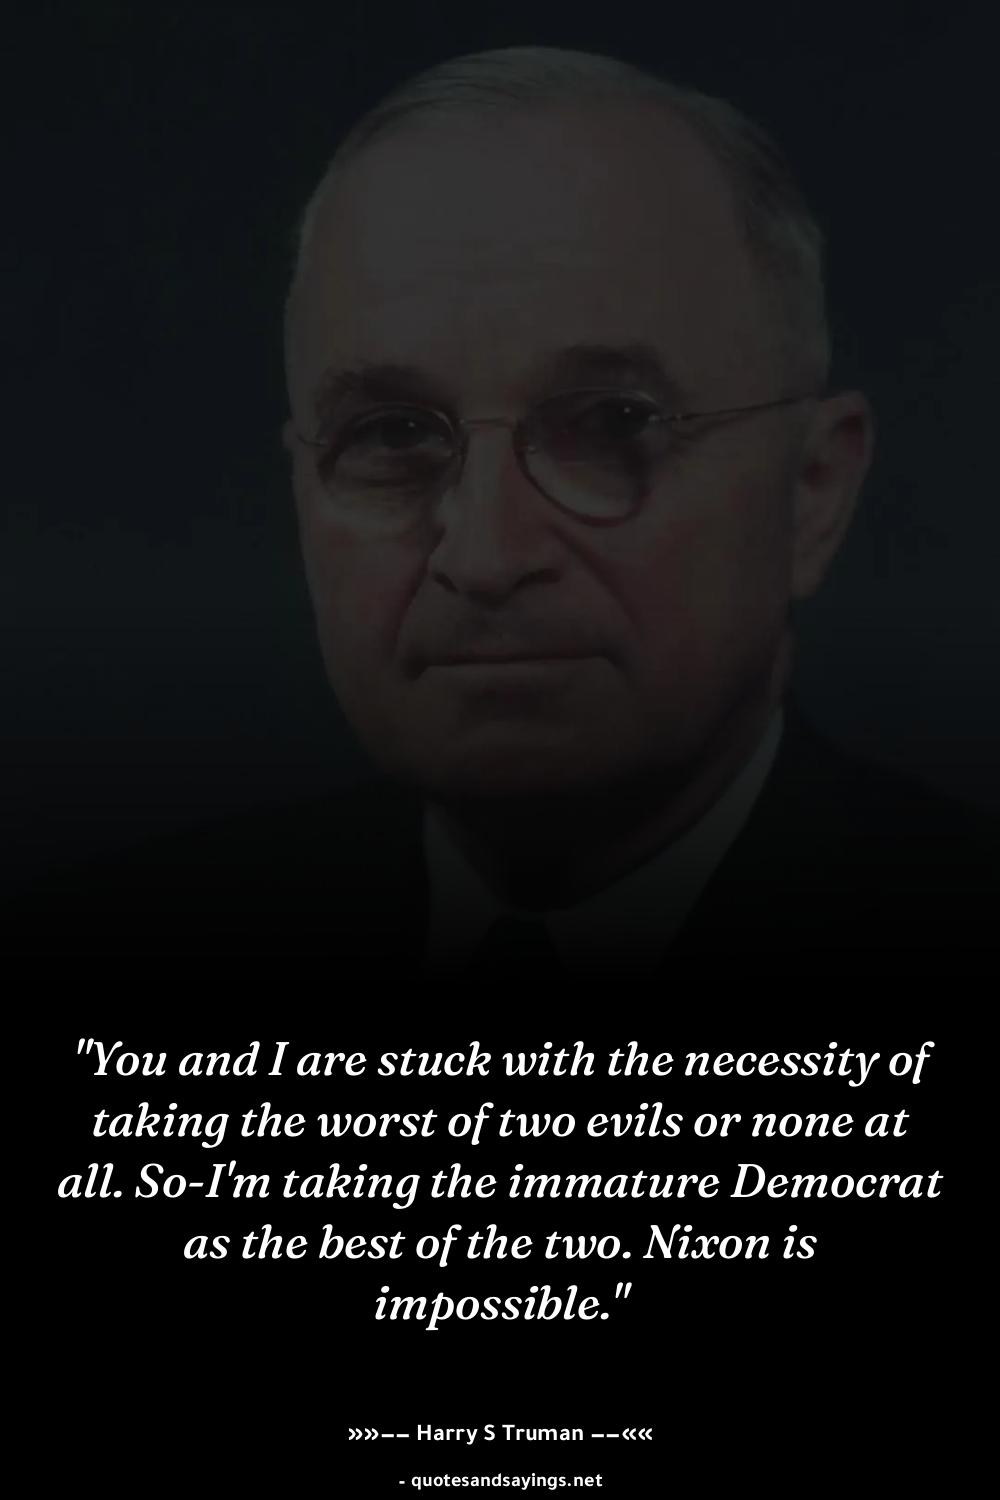 "You and I are stuck with the necessity of
taking the worst of two evils or none at
all. So-I'm taking the immature Democrat
as the best of the two. Nixon is
impossible."
»»-- Harry S Truman --««
- quotesandsayings.net